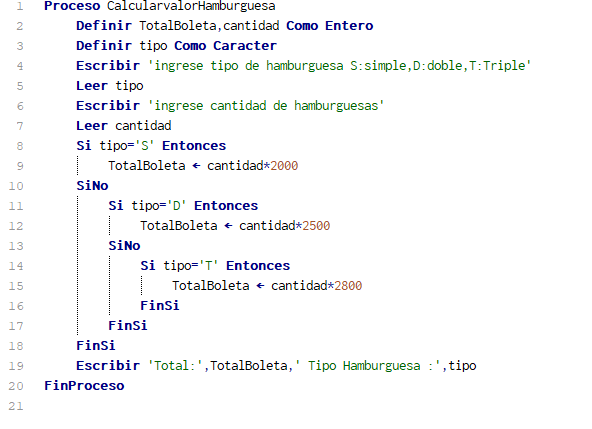 1 Proceso CalcularvalorHamburguesa
2 Definir TotalBoleta,cantidad Como Entero
3 Definir tipo Como Caracter
4 Escribir 'ingrese tipo de hamburguesa S:simple,D:doble,T:Triple'
5 Leer tipo
6 Escribir 'ingrese cantidad de hamburguesas'
7 Leer cantidad
8 Si tipo='S' Entonces
9 TotalBoleta ← cantidad*2000
10 SiNo
11 Si tipo='D' Entonces
12 TotalBoleta ← cantidad*2500
13 SiNo
14 Si tipo='T' Entonces
15 TotalBoleta ← cantidad*2800
16 FinSi
17 FinSi
18 FinSi
19 Escribir 'Total:',TotalBoleta,' Tipo Hamburguesa :',tipo
20 FinProceso
21